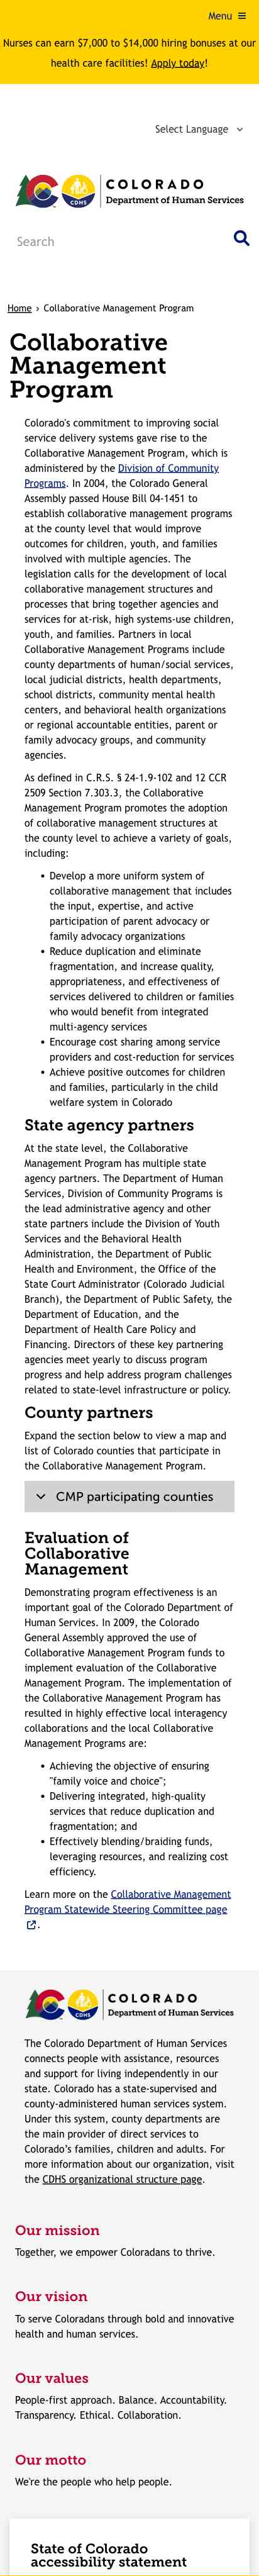 Menu
Nurses can earn $7,000 to $14,000 hiring bonuses at our
health care facilities! Apply today!
Select Language
CDHS
COLORADO
Department of Human Services
Search
Home › Collaborative Management Program
Collaborative
Management
Program
Colorado's commitment to improving social
service delivery systems gave rise to the
Collaborative Management Program, which is
administered by the Division of Community
Programs. In 2004, the Colorado General
Assembly passed House Bill 04-1451 to
establish collaborative management programs
at the county level that would improve
outcomes for children, youth, and families
involved with multiple agencies. The
legislation calls for the development of local
collaborative management structures and
processes that bring together agencies and
services for at-risk, high systems-use children,
youth, and families. Partners in local
Collaborative Management Programs include
county departments of human/social services,
local judicial districts, health departments,
school districts, community mental health
centers, and behavioral health organizations
or regional accountable entities, parent or
family advocacy groups, and community
agencies.
As defined in C.R.S. § 24-1.9-102 and 12 CCR
2509 Section 7.303.3, the Collaborative
Management Program promotes the adoption
of collaborative management structures at
the county level to achieve a variety of goals,
including:
• Develop a more uniform system of
collaborative management that includes
the input, expertise, and active
participation of parent advocacy or
family advocacy organizations
• Reduce duplication and eliminate
fragmentation, and increase quality,
appropriateness, and effectiveness of
services delivered to children or families
who would benefit from integrated
multi-agency services
• Encourage cost sharing among service
providers and cost-reduction for services
• Achieve positive outcomes for children
and families, particularly in the child
welfare system in Colorado
State agency partners
At the state level, the Collaborative
Management Program has multiple state
agency partners. The Department of Human
Services, Division of Community Programs is
the lead administrative agency and other
state partners include the Division of Youth
Services and the Behavioral Health
Administration, the Department of Public
Health and Environment, the Office of the
State Court Administrator (Colorado Judicial
Branch), the Department of Public Safety, the
Department of Education, and the
Department of Health Care Policy and
Financing. Directors of these key partnering
agencies meet yearly to discuss program
progress and help address program challenges
related to state-level infrastructure or policy.
County partners
Expand the section below to view a map and
list of Colorado counties that participate in
the Collaborative Management Program.
CMP participating counties
Evaluation of
Collaborative
Management
Demonstrating program effectiveness is an
important goal of the Colorado Department of
Human Services. In 2009, the Colorado
General Assembly approved the use of
Collaborative Management Program funds to
implement evaluation of the Collaborative
Management Program. The implementation of
the Collaborative Management Program has
resulted in highly effective local interagency
collaborations and the local Collaborative
Management Programs are:
• Achieving the objective of ensuring
"family voice and choice";
• Delivering integrated, high-quality
services that reduce duplication and
fragmentation; and
• Effectively blending/braiding funds,
leveraging resources, and realizing cost
efficiency.
Learn more on the Collaborative Management
Program Statewide Steering Committee page
.
CDHS
COLORADO
Department of Human Services
The Colorado Department of Human Services
connects people with assistance, resources
and support for living independently in our
state. Colorado has a state-supervised and
county-administered human services system.
Under this system, county departments are
the main provider of direct services to
Colorado’s families, children and adults. For
more information about our organization, visit
the CDHS organizational structure page.
Our mission
Together, we empower Coloradans to thrive.
Our vision
To serve Coloradans through bold and innovative
health and human services.
Our values
People-first approach. Balance. Accountability.
Transparency. Ethical. Collaboration.
Our motto
We're the people who help people.
State of Colorado
accessibility statement